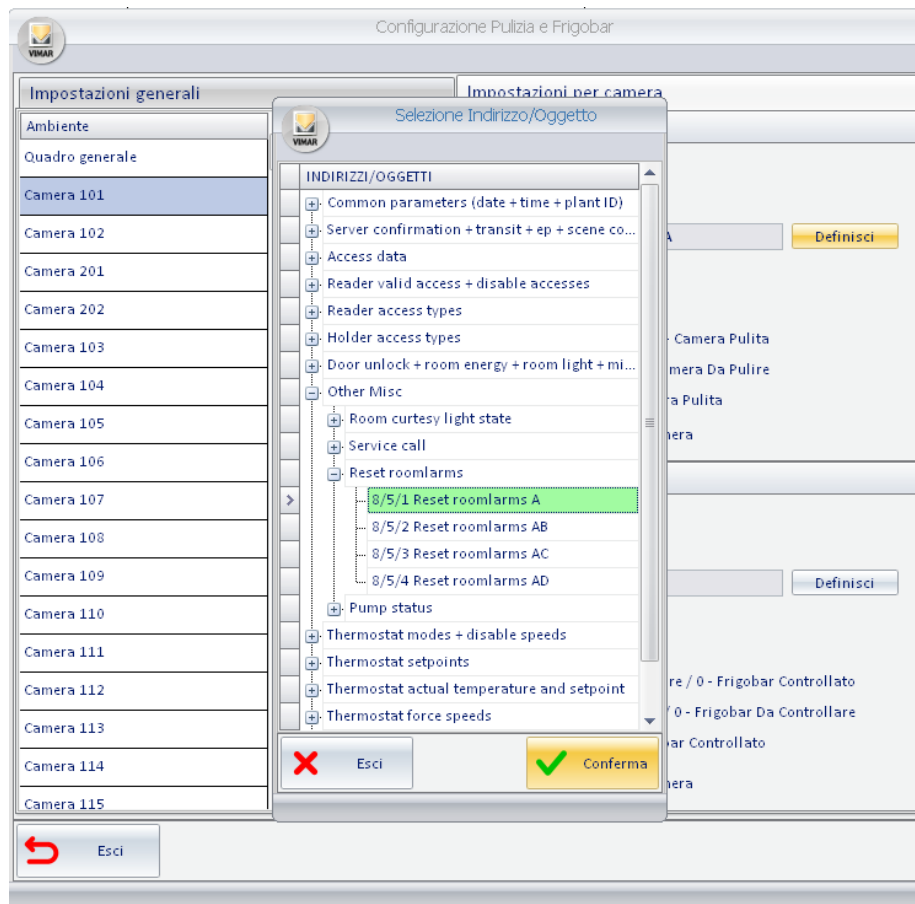 Configurazione Pulizia e Frigobar
VIMAR
Impostazioni generali
Impostazioni per camera
Ambiente
Quadro generale
Camera 101
Camera 102
Camera 201
Camera 202
Camera 103
Camera 104
Camera 105
Camera 106
Camera 107
Camera 108
Camera 109
Camera 110
Camera 111
Camera 112
Camera 113
Camera 114
Camera 115
Selezione Indirizzo/Oggetto
VIMAR
INDIRIZZI/OGGETTI
Common parameters (date + time + plant ID)
Server confirmation + transit + ep + scene co...
Access data
Reader valid access + disable accesses
Reader access types
Holder access types
Door unlock + room energy + room light + mi...
Other Misc
Room curtesy light state
Service call
Reset roomlarms
8/5/1 Reset roomlarms A
8/5/2 Reset roomlarms AB
8/5/3 Reset roomlarms AC
8/5/4 Reset roomlarms AD
Pump status
Thermostat modes + disable speeds
Thermostat setpoints
Thermostat actual temperature and setpoint
Thermostat force speeds
Esci
Conferma
A
Definisci
- Camera Pulita
mera Da Pulire
ra Pulita
nera
Definisci
re / 0 - Frigobar Controllato
/ 0 - Frigobar Da Controllare
ar Controllato
nera
Esci